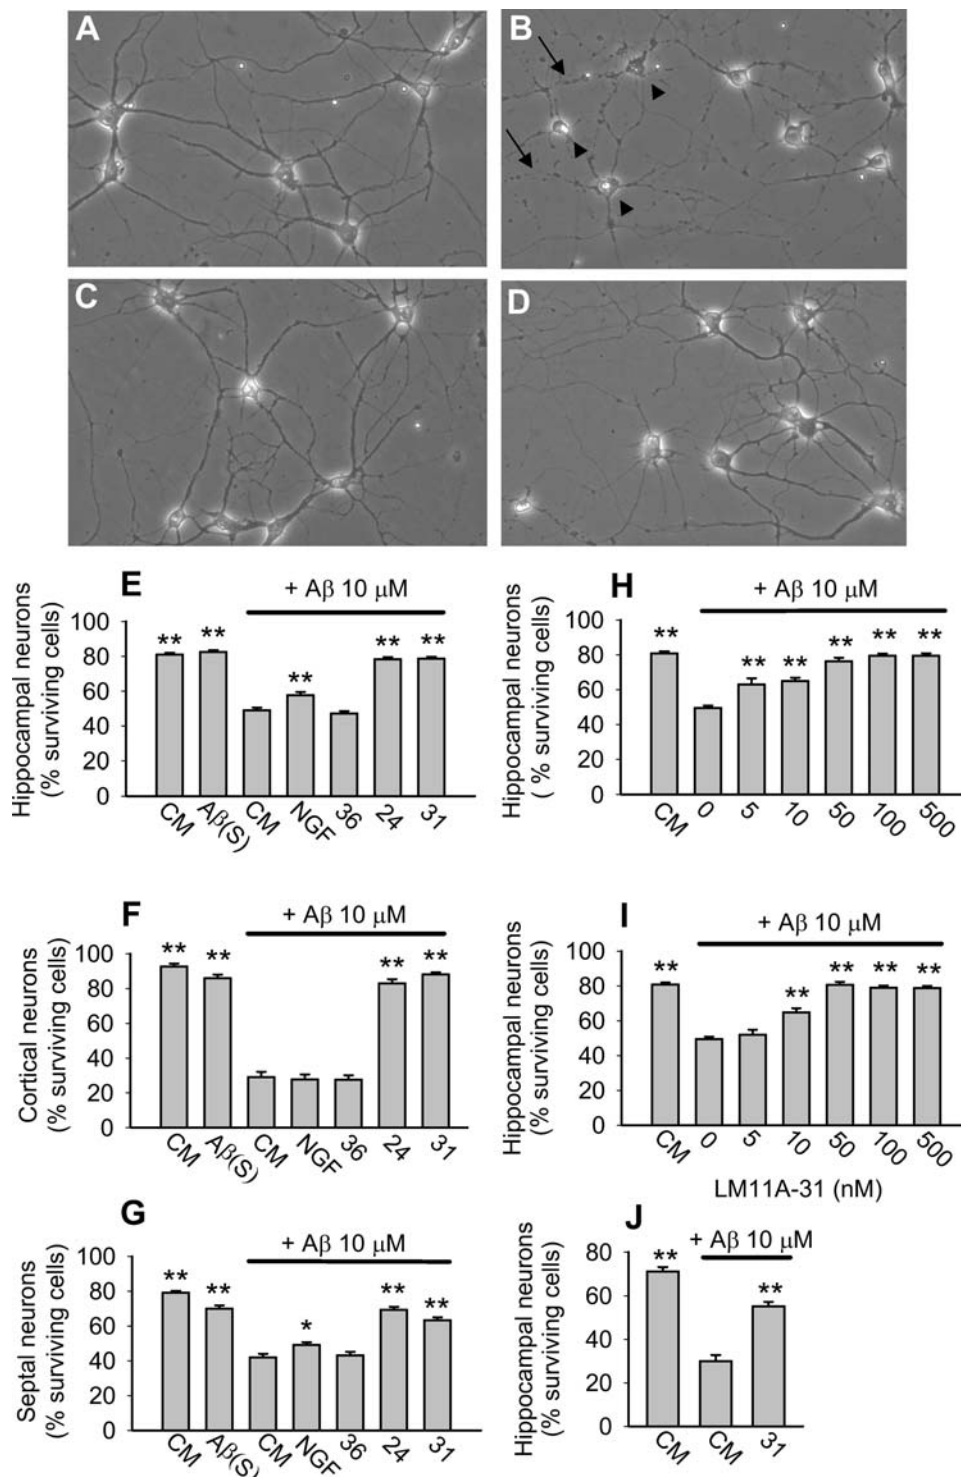 A
B
C
D
E
+ Aβ 10 μM
Hippocampal neurons
(% surviving cells)
100
80
60
40
20
0
**
**
**
**
**
CM
Aβ(S)
CM
NGF
36
24
31
H
+ Aβ 10 μM
Hippocampal neurons
( % surviving cells)
100
80
60
40
20
0
**
**
**
**
**
**
CM
0
5
10
50
100
500
F
+ Aβ 10 μM
Cortical neurons
(% surviving cells)
100
80
60
40
20
0
**
**
**
**
CM
Aβ(S)
CM
NGF
36
24
31
I
+ Aβ 10 μM
Hippocampal neurons
(% surviving cells)
100
80
60
40
20
0
**
**
**
**
**
CM
0
5
10
50
100
500
LM11A-31 (nM)
G
+ Aβ 10 μM
Septal neurons
(% surviving cells)
100
80
60
40
20
0
**
**
*
**
**
CM
Aβ(S)
CM
NGF
36
24
31
J
+ Aβ 10 μM
Hippocampal neurons
(% surviving cells)
80
60
40
20
0
**
**
CM
CM
31